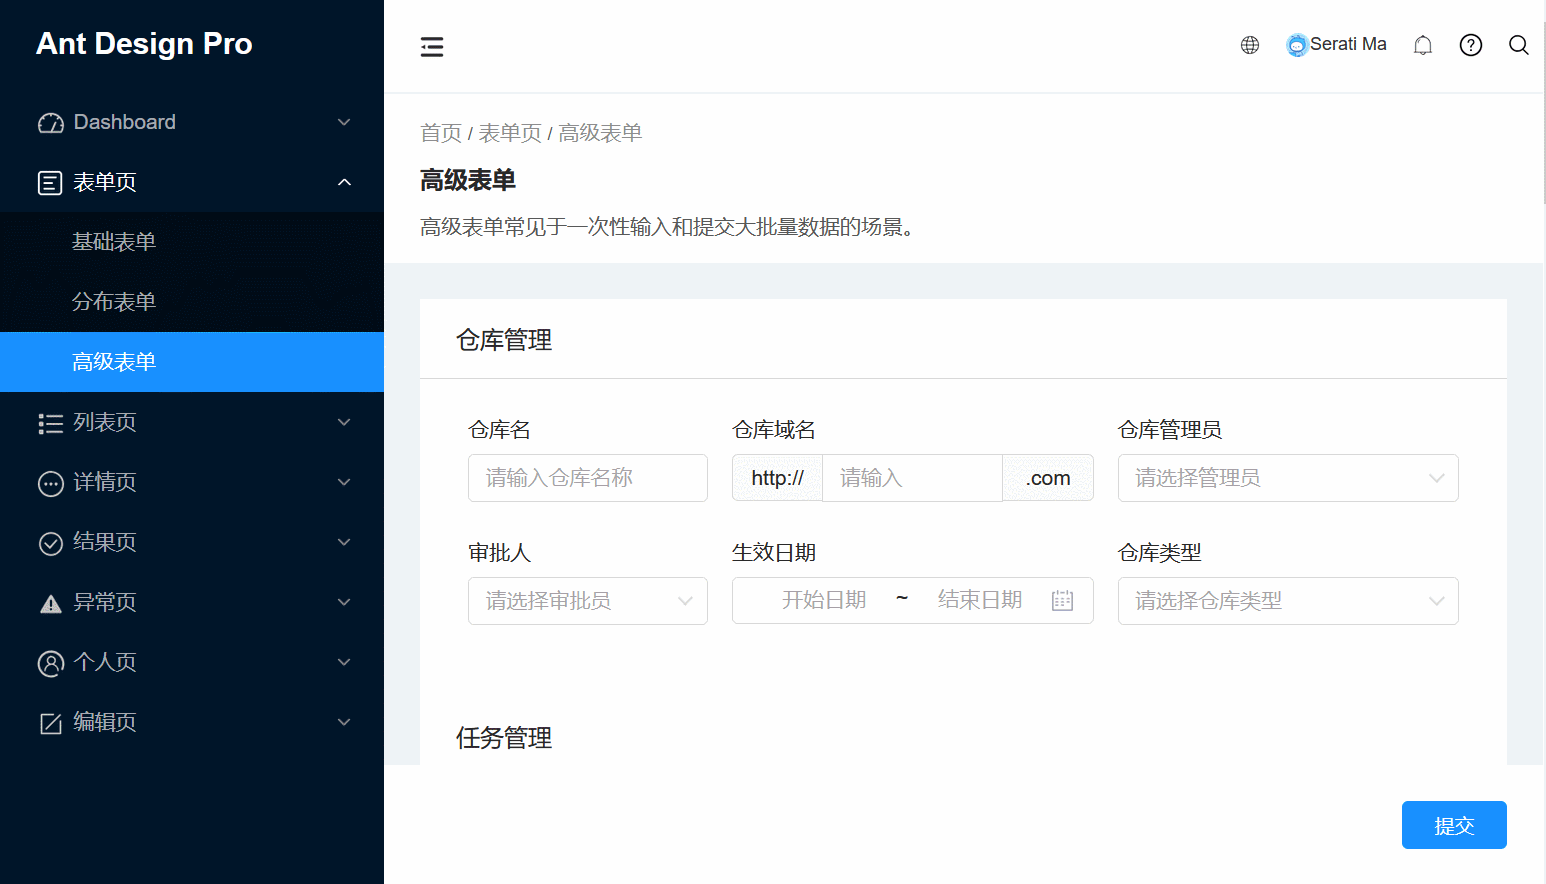 Ant Design Pro
Serati Ma
Dashboard
表单页
基础表单
分布表单
高级表单
列表页
详情页
结果页
异常页
个人页
编辑页
首页 / 表单页 / 高级表单
高级表单
高级表单常见于一次性输入和提交大批量数据的场景。
仓库管理
仓库名 仓库域名 仓库管理员
请输入仓库名称 http:// 请输入 .com 请选择管理员
审批人 生效日期 仓库类型
请选择审批员 开始日期 ~ 结束日期 请选择仓库类型
任务管理
提交